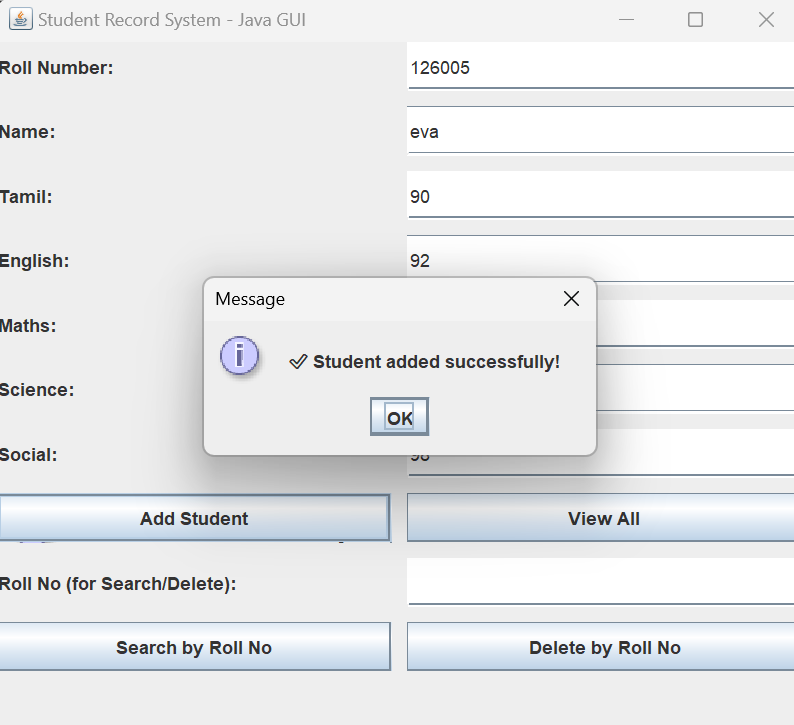 Student Record System - Java GUI
Roll Number: 126005
Name: eva
Tamil: 90
English: 92
Message
Maths:
✓ Student added successfully!
Science:
OK
Social: 98
Add Student View All
Roll No (for Search/Delete):
Search by Roll No Delete by Roll No